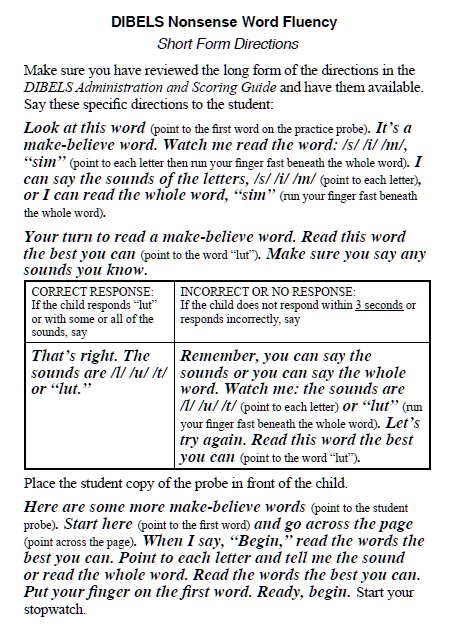 DIBELS Nonsense Word Fluency
Short Form Directions
Make sure you have reviewed the long form of the directions in the
DIBELS Administration and Scoring Guide and have them available.
Say these specific directions to the student:
Look at this word (point to the first word on the practice probe). It’s a
make-believe word. Watch me read the word: /s/ /i/ /m/,
“sim” (point to each letter then run your finger fast beneath the whole word). I
can say the sounds of the letters, /s/ /i/ /m/ (point to each letter),
or I can read the whole word, “sim” (run your finger fast beneath
the whole word).
Your turn to read a make-believe word. Read this word
the best you can (point to the word “lut”). Make sure you say any
sounds you know.
CORRECT RESPONSE:
If the child responds “lut”
or with some or all of the
sounds, say
INCORRECT OR NO RESPONSE:
If the child does not respond within 3 seconds or
responds incorrectly, say
That’s right. The
sounds are /l/ /u/ /t/
or “lut.”
Remember, you can say the
sounds or you can say the whole
word. Watch me: the sounds are
/l/ /u/ /t/ (point to each letter) or “lut” (run
your finger fast beneath the whole word). Let’s
try again. Read this word the best
you can (point to the word “lut”).
Place the student copy of the probe in front of the child.
Here are some more make-believe words (point to the student
probe). Start here (point to the first word) and go across the page
(point across the page). When I say, “Begin,” read the words the
best you can. Point to each letter and tell me the sound
or read the whole word. Read the words the best you can.
Put your finger on the first word. Ready, begin. Start your
stopwatch.